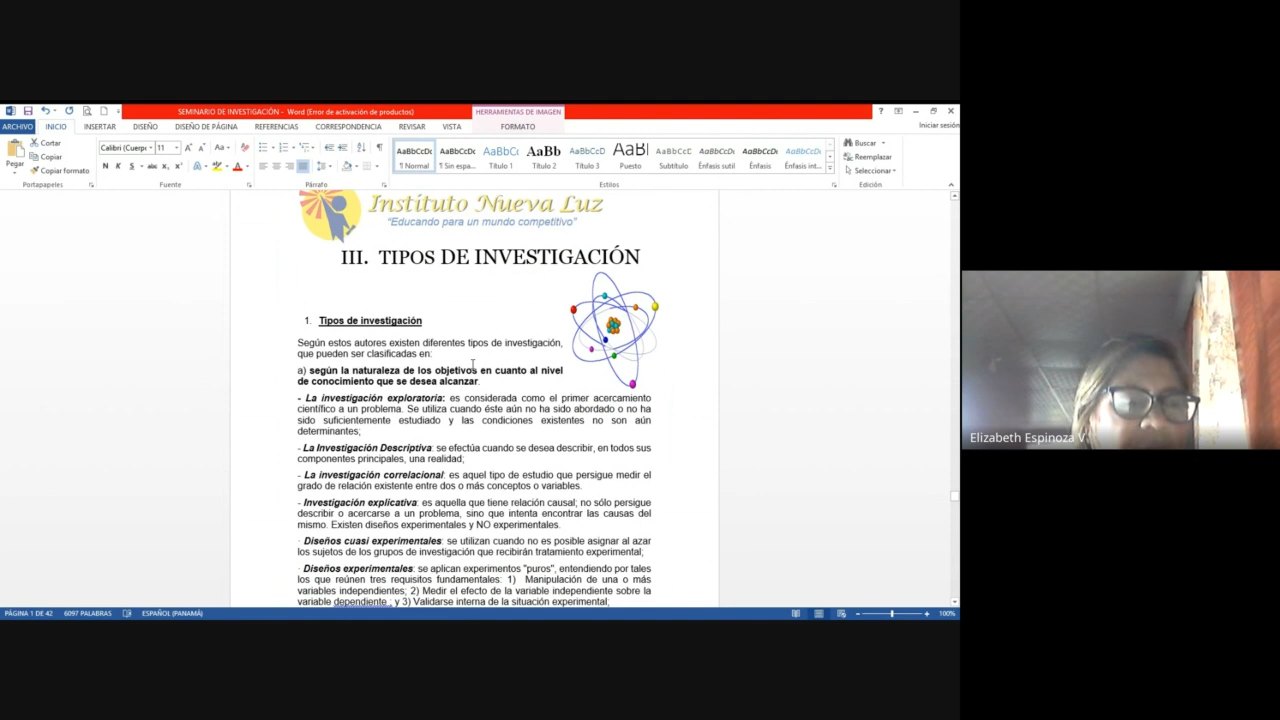 SEMINARIO DE INVESTIGACIÓN - Word (Error de activación de productos)
HERRAMIENTAS DE IMAGEN
?
ARCHIVO INICIO INSERTAR DISEÑO DISEÑO DE PÁGINA REFERENCIAS CORRESPONDENCIA REVISAR VISTA FORMATO
Iniciar sesión
Pegar
Cortar
Copiar
Copiar formato
Portapapeles
Calibri (Cuerp 11
N K S abc x₂ x²
Fuente
Párrafo
AaBbCcDc AaBbCcDc AaBbC( AaBb AaBbCcD AaBl AaBbCcC AaBbCcDc AaBbCcDc AaBbCcDc
¶ Normal ¶ Sin espa... Título 1 Título 2 Título 3 Puesto Subtítulo Énfasis sutil Énfasis Énfasis int...
Estilos
Buscar
Reemplazar
Seleccionar
Edición
Instituto Nueva Luz
"Educando para un mundo competitivo"
III. TIPOS DE INVESTIGACIÓN
1. Tipos de investigación
Según estos autores existen diferentes tipos de investigación,
que pueden ser clasificadas en:
a) según la naturaleza de los objetivos en cuanto al nivel
de conocimiento que se desea alcanzar.
- La investigación exploratoria: es considerada como el primer acercamiento
científico a un problema. Se utiliza cuando éste aún no ha sido abordado o no ha
sido suficientemente estudiado y las condiciones existentes no son aún
determinantes;
- La Investigación Descriptiva: se efectúa cuando se desea describir, en todos sus
componentes principales, una realidad;
- La investigación correlacional: es aquel tipo de estudio que persigue medir el
grado de relación existente entre dos o más conceptos o variables.
- Investigación explicativa: es aquella que tiene relación causal; no sólo persigue
describir o acercarse a un problema, sino que intenta encontrar las causas del
mismo. Existen diseños experimentales y NO experimentales.
· Diseños cuasi experimentales: se utilizan cuando no es posible asignar al azar
los sujetos de los grupos de investigación que recibirán tratamiento experimental;
· Diseños experimentales: se aplican experimentos "puros", entendiendo por tales
los que reúnen tres requisitos fundamentales: 1) Manipulación de una o más
variables independientes; 2) Medir el efecto de la variable independiente sobre la
variable dependiente ; y 3) Validarse interna de la situación experimental;
PÁGINA 1 DE 42 6097 PALABRAS ESPAÑOL (PANAMÁ) 100%
Elizabeth Espinoza V